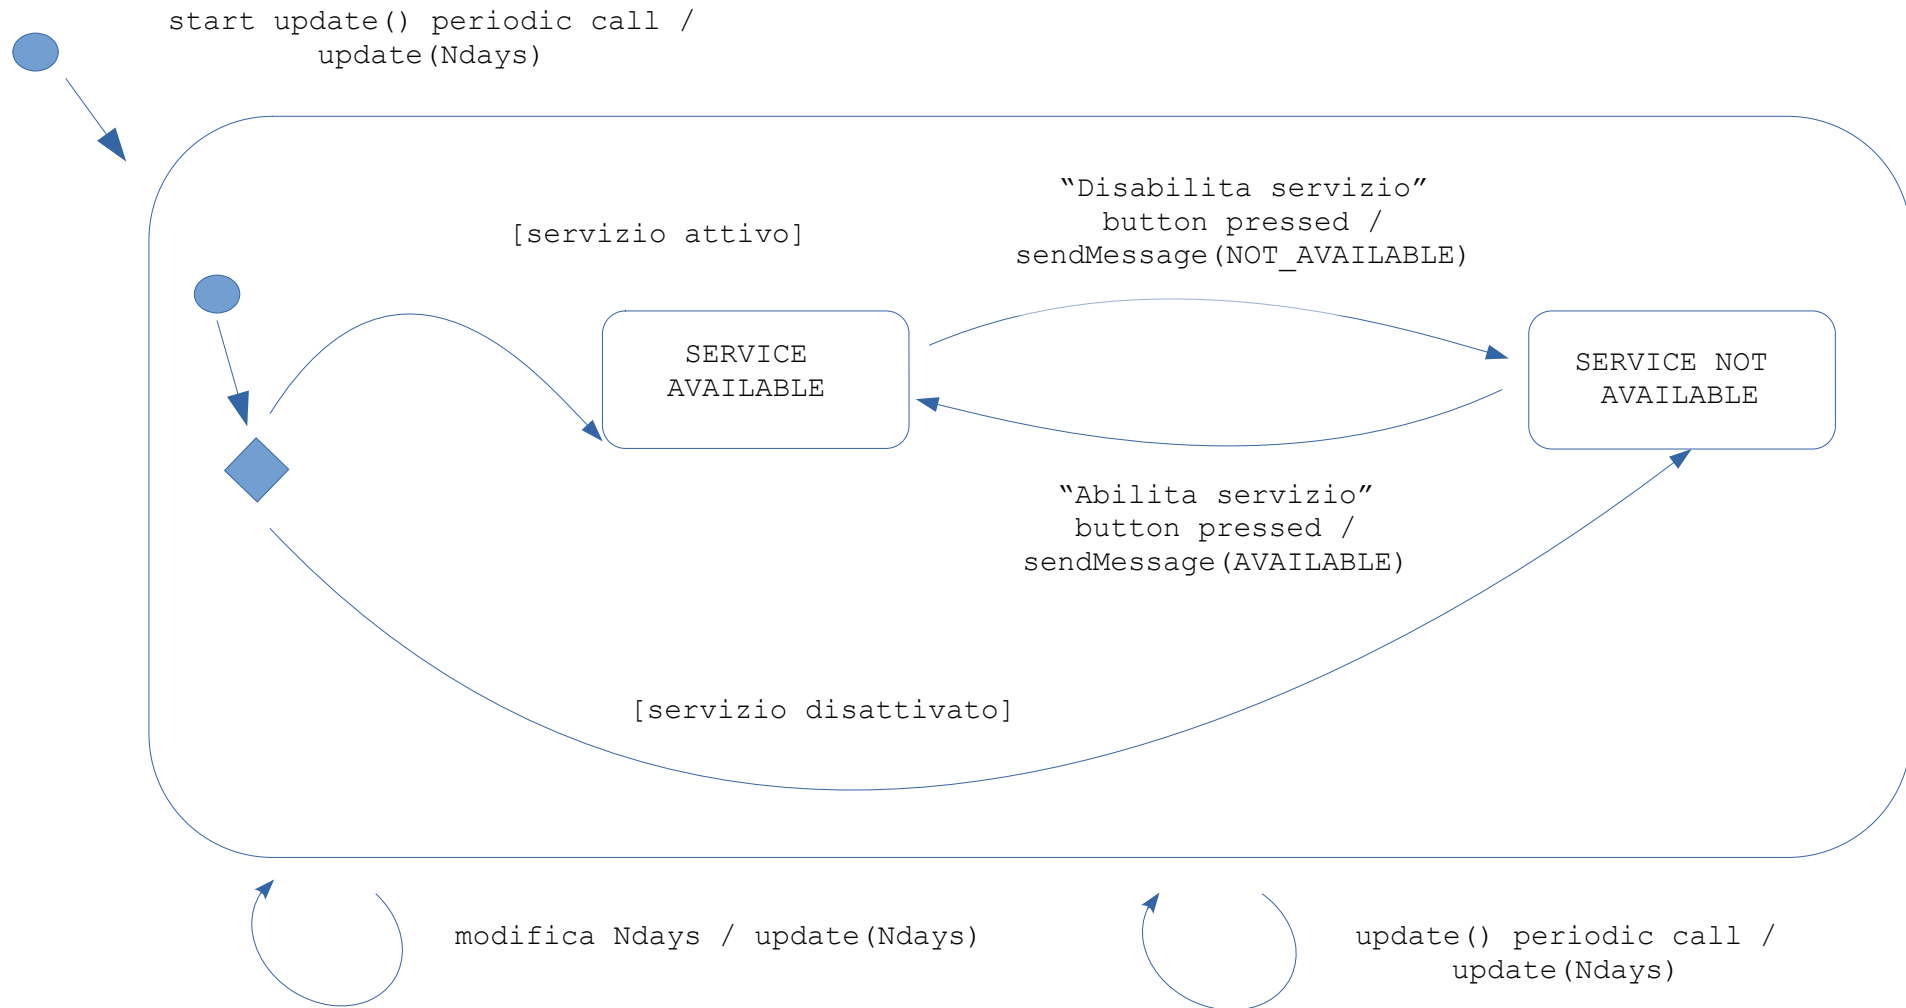 start update() periodic call /
update(Ndays)
“Disabilita servizio”
button pressed /
sendMessage(NOT_AVAILABLE)
[servizio attivo]
SERVICE
AVAILABLE
SERVICE NOT
AVAILABLE
“Abilita servizio”
button pressed /
sendMessage(AVAILABLE)
[servizio disattivato]
modifica Ndays / update(Ndays)
update() periodic call /
update(Ndays)